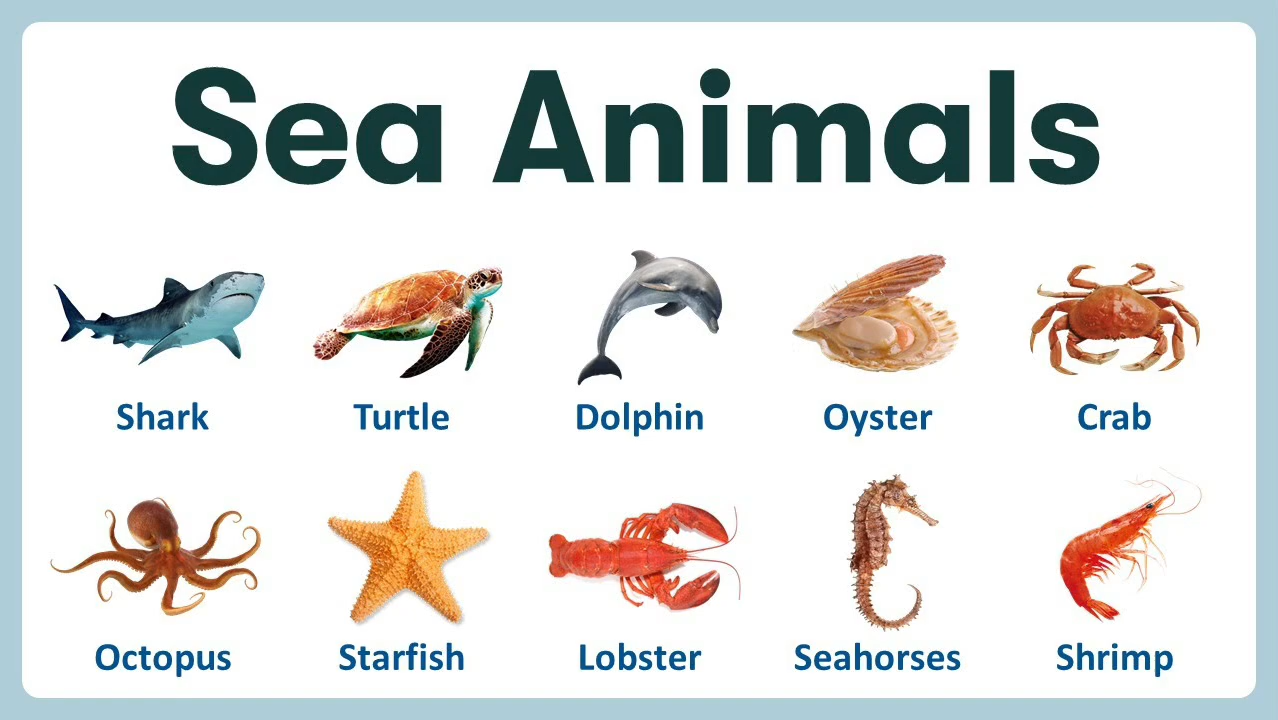 Sea Animals
Shark
Turtle
Dolphin
Oyster
Crab
Octopus
Starfish
Lobster
Seahorses
Shrimp